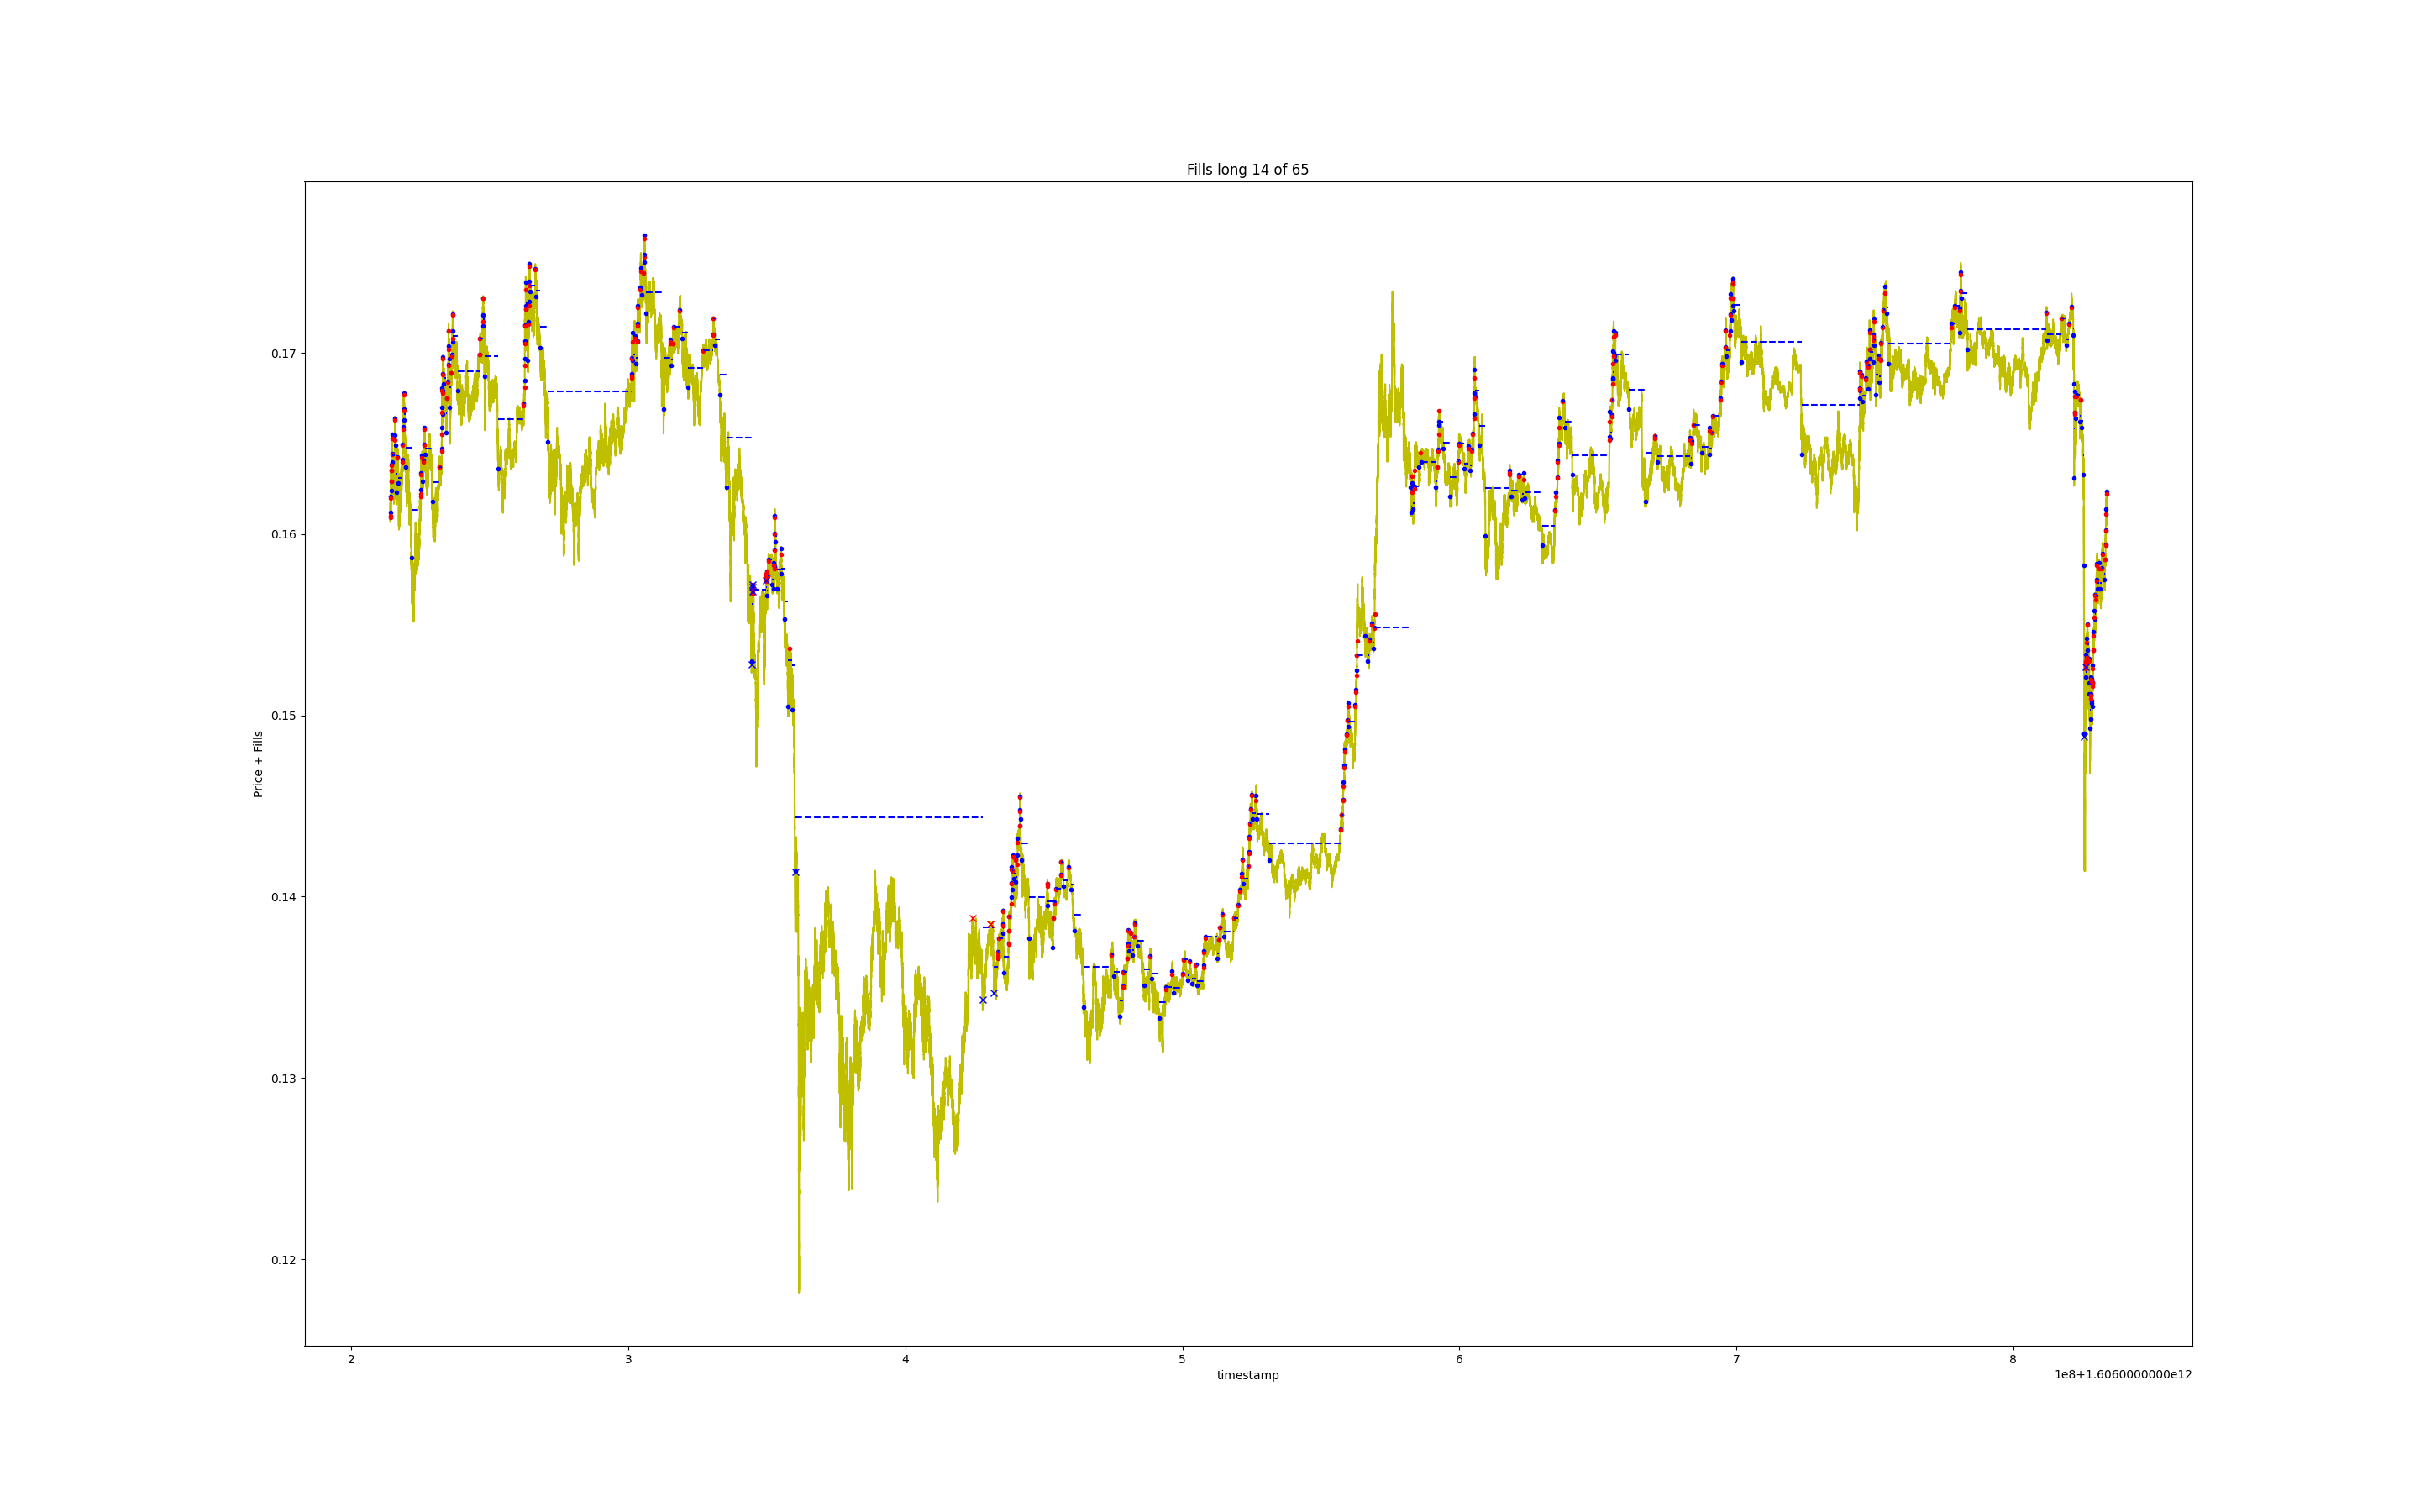 Fills long 14 of 65
Price + Fills
0.17
0.16
0.15
0.14
0.13
0.12
2 3 4 5 6 7 8
timestamp
1e8+1.6060000000e12